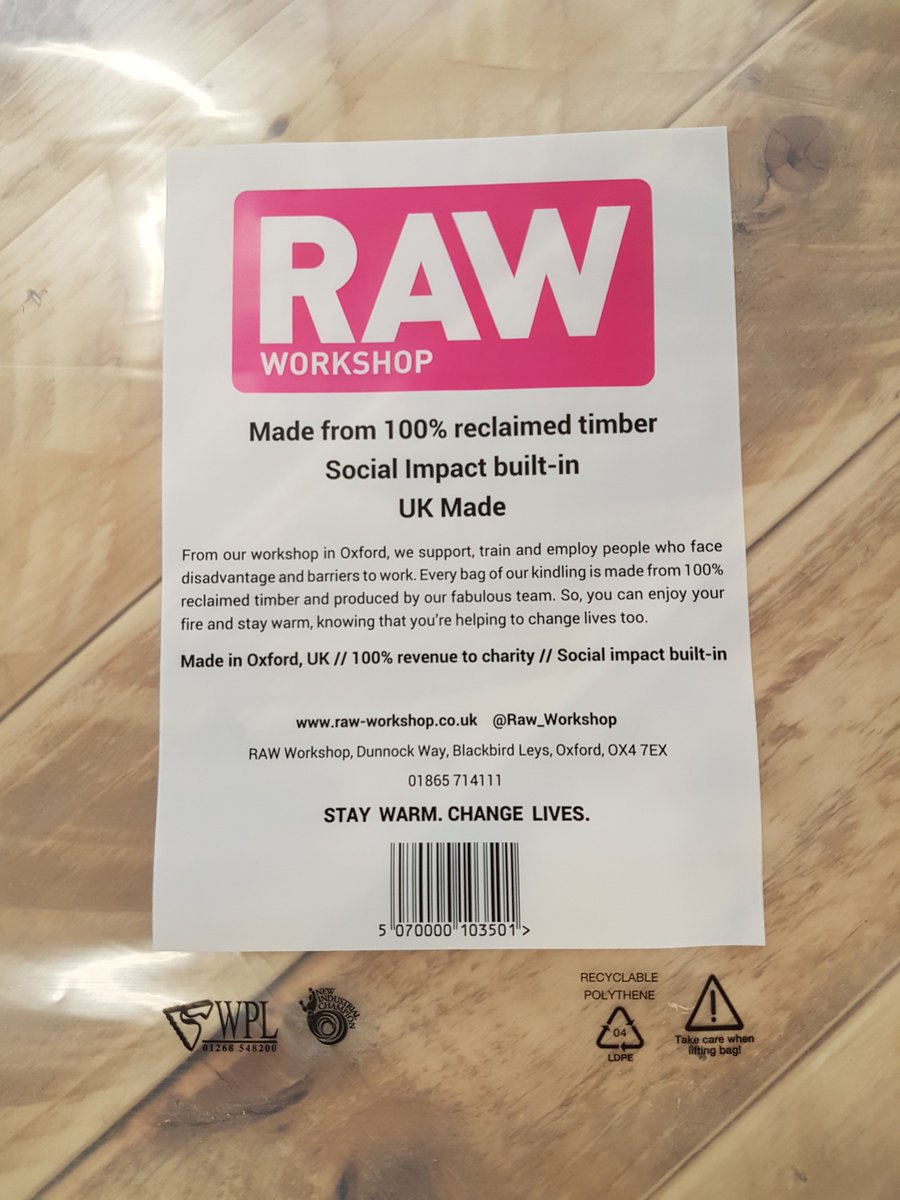 RAW
WORKSHOP
Made from 100% reclaimed timber
Social Impact built-in
UK Made
From our workshop in Oxford, we support, train and employ people who face
disadvantage and barriers to work. Every bag of our kindling is made from 100%
reclaimed timber and produced by our fabulous team. So, you can enjoy your
fire and stay warm, knowing that you're helping to change lives too.
Made in Oxford, UK // 100% revenue to charity // Social impact built-in
www.raw-workshop.co.uk @Raw_Workshop
RAW Workshop, Dunnock Way, Blackbird Leys, Oxford, OX4 7EX
01865 714111
STAY WARM. CHANGE LIVES.
5 070000 103501 >
WPL
01268 548200
NEW
INDUSTRIAL
CHAMPION
RECYCLABLE
POLYTHENE
04
LDPE
!
Take care when
lifting bag!